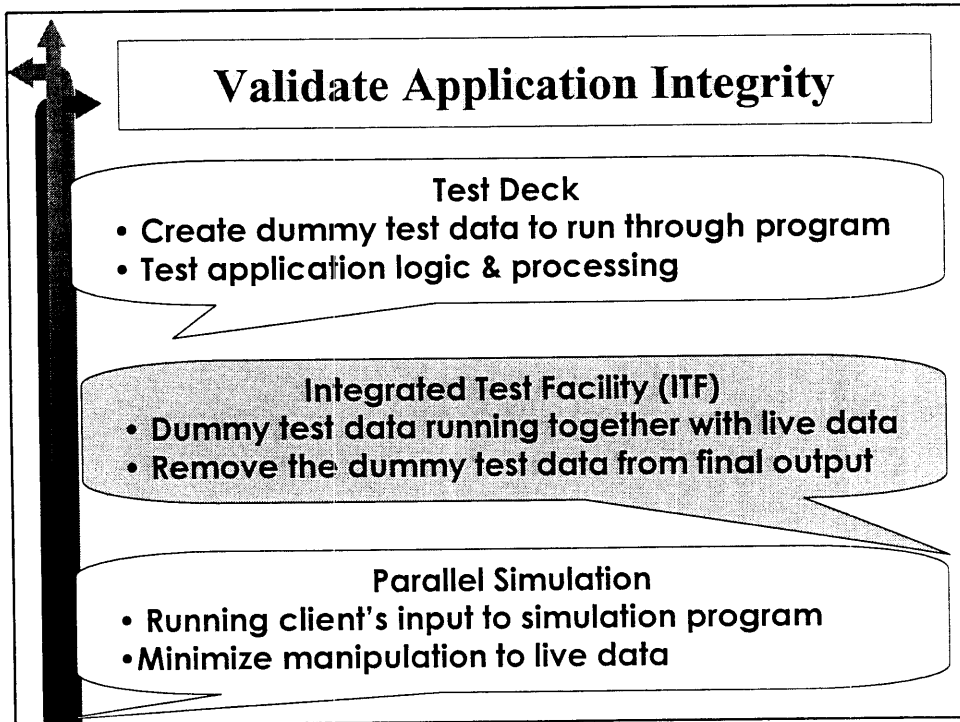 Validate Application Integrity
Test Deck
• Create dummy test data to run through program
• Test application logic & processing
Integrated Test Facility (ITF)
• Dummy test data running together with live data
• Remove the dummy test data from final output
Parallel Simulation
• Running client's input to simulation program
•Minimize manipulation to live data